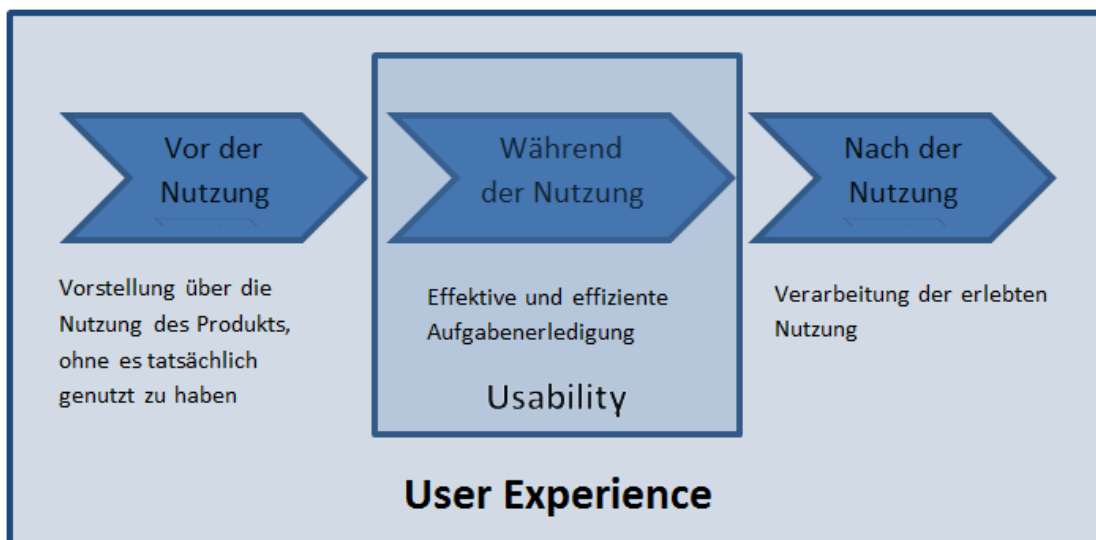 Vor der
Nutzung
Während
der Nutzung
Nach der
Nutzung
Vorstellung über die
Nutzung des Produkts,
ohne es tatsächlich
genutzt zu haben
Effektive und effiziente
Aufgabenerledigung
Verarbeitung der erlebten
Nutzung
Usability
User Experience